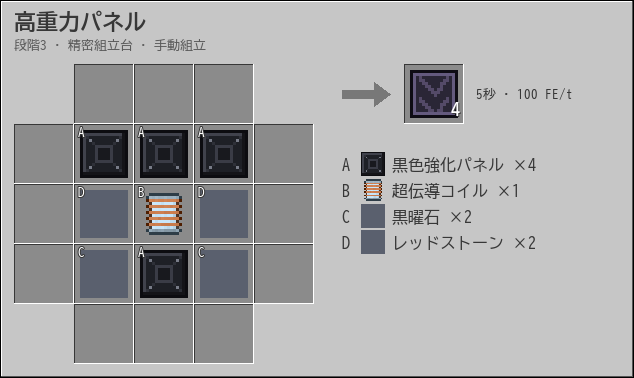 高重力パネル
段階3 · 精密組立台 · 手動組立
A A A
D B D
C A C
4
5秒 · 100 FE/t
A 黒色強化パネル ×4
B 超伝導コイル ×1
C 黒曜石 ×2
D レッドストーン ×2